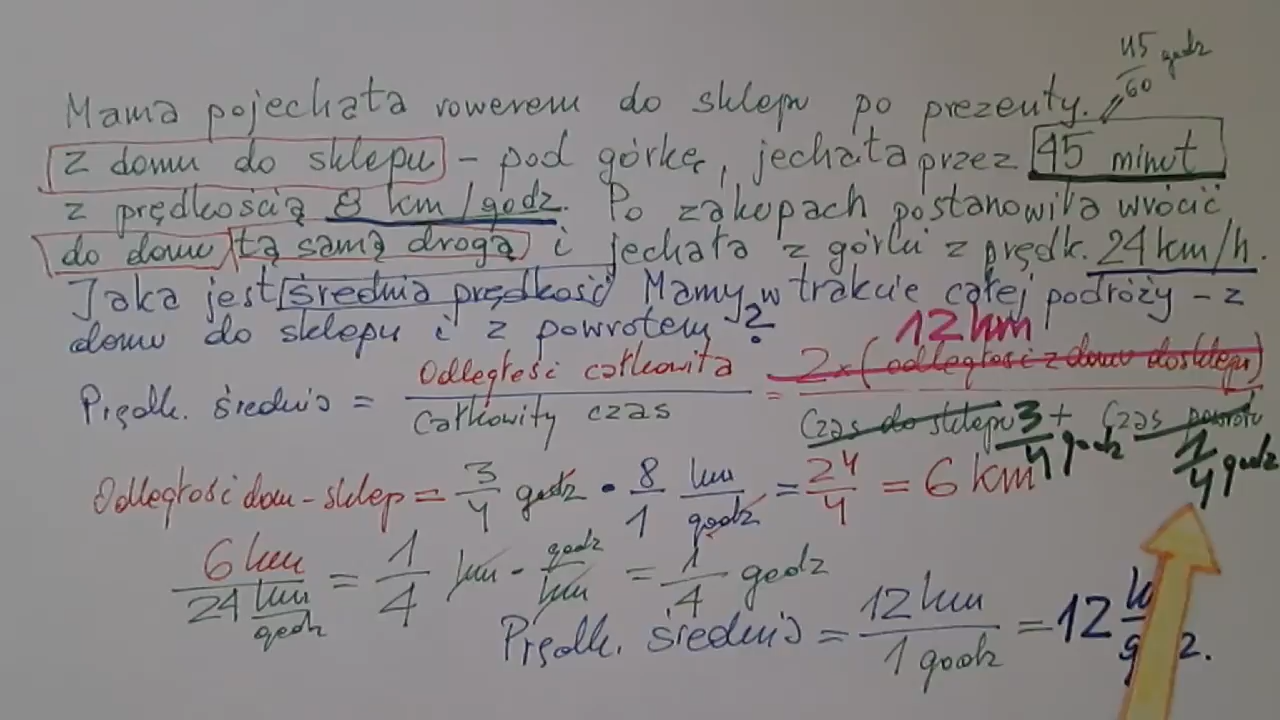 45/60 godz
Mama pojechała rowerem do sklepu po prezenty.
Z domu do sklepu - pod górkę, jechała przez 45 minut
z prędkością 8 km/godz. Po zakupach postanowiła wrócić
do domu tą samą drogą i jechała z górki z prędk. 24 km/h.
Jaka jest średnia prędkość Mamy w trakcie całej podróży - z
domu do sklepu i z powrotem?
12 km
Prędk. średnia = Odległość całkowita / Całkowity czas = 2x (odległość z domu do sklepu) / Czas do sklepu + Czas powrotu
3/4 godz 1/4 godz
Odległość dom-sklep = 3/4 godz • 8/1 km/godz = 24/4 = 6 km
6 km / 24 km/godz = 1/4 km · godz/km = 1/4 godz
Prędk. średnia = 12 km / 1 godz = 12